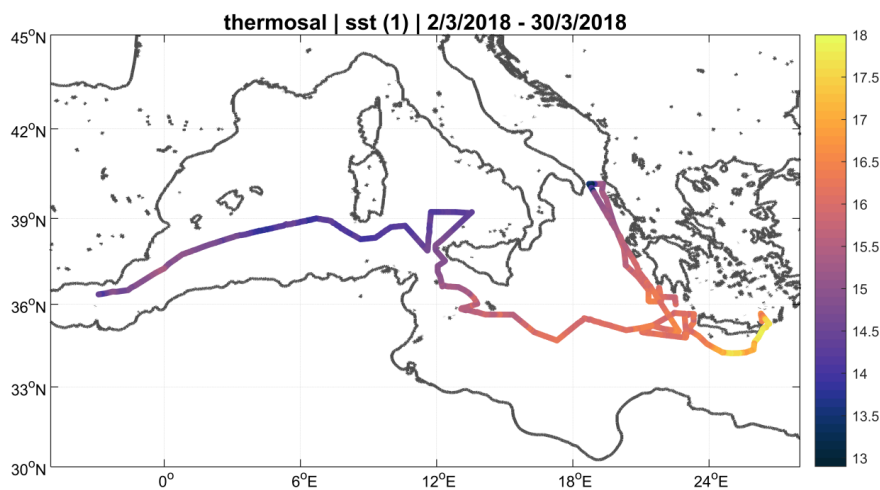 thermosal | sst (1) | 2/3/2018 - 30/3/2018
45°N
42°N
39°N
36°N
33°N
30°N
0°
6°E
12°E
18°E
24°E
18
17.5
17
16.5
16
15.5
15
14.5
14
13.5
13